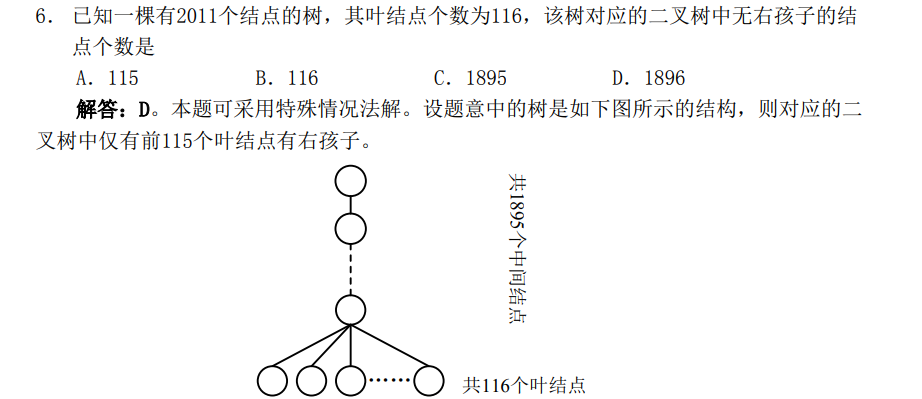 6． 已知一棵有2011个结点的树，其叶结点个数为116，该树对应的二叉树中无右孩子的结
点个数是
A．115 B．116 C．1895 D．1896
解答：D。本题可采用特殊情况法解。设题意中的树是如下图所示的结构，则对应的二
叉树中仅有前115个叶结点有右孩子。
共1895个中间结点
共116个叶结点